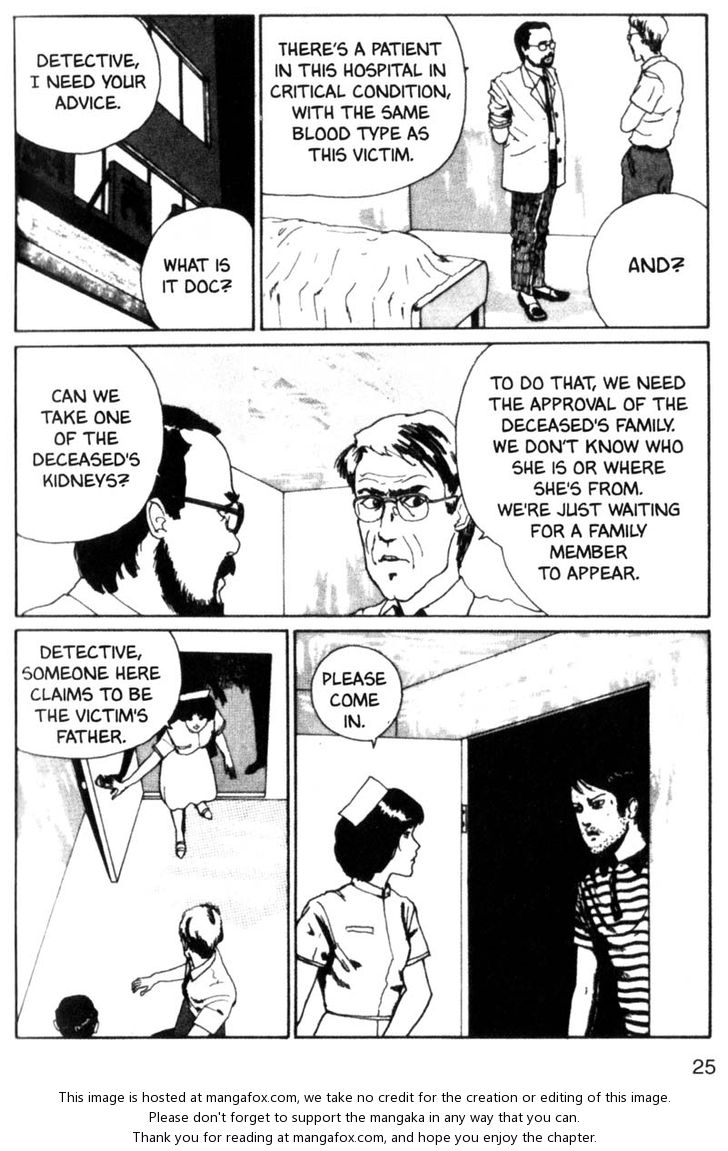 DETECTIVE,
I NEED YOUR
ADVICE.
WHAT IS
IT DOC?
THERE'S A PATIENT
IN THIS HOSPITAL IN
CRITICAL CONDITION,
WITH THE SAME
BLOOD TYPE AS
THIS VICTIM.
AND?
CAN WE
TAKE ONE
OF THE
DECEASED'S
KIDNEYS?
TO DO THAT, WE NEED
THE APPROVAL OF THE
DECEASED'S FAMILY.
WE DON'T KNOW WHO
SHE IS OR WHERE
SHE'S FROM.
WE'RE JUST WAITING
FOR A FAMILY
MEMBER
TO APPEAR.
DETECTIVE,
SOMEONE HERE
CLAIMS TO BE
THE VICTIM'S
FATHER.
PLEASE
COME
IN.
25
This image is hosted at mangafox.com, we take no credit for the creation or editing of this image.
Please don't forget to support the mangaka in any way that you can.
Thank you for reading at mangafox.com, and hope you enjoy the chapter.